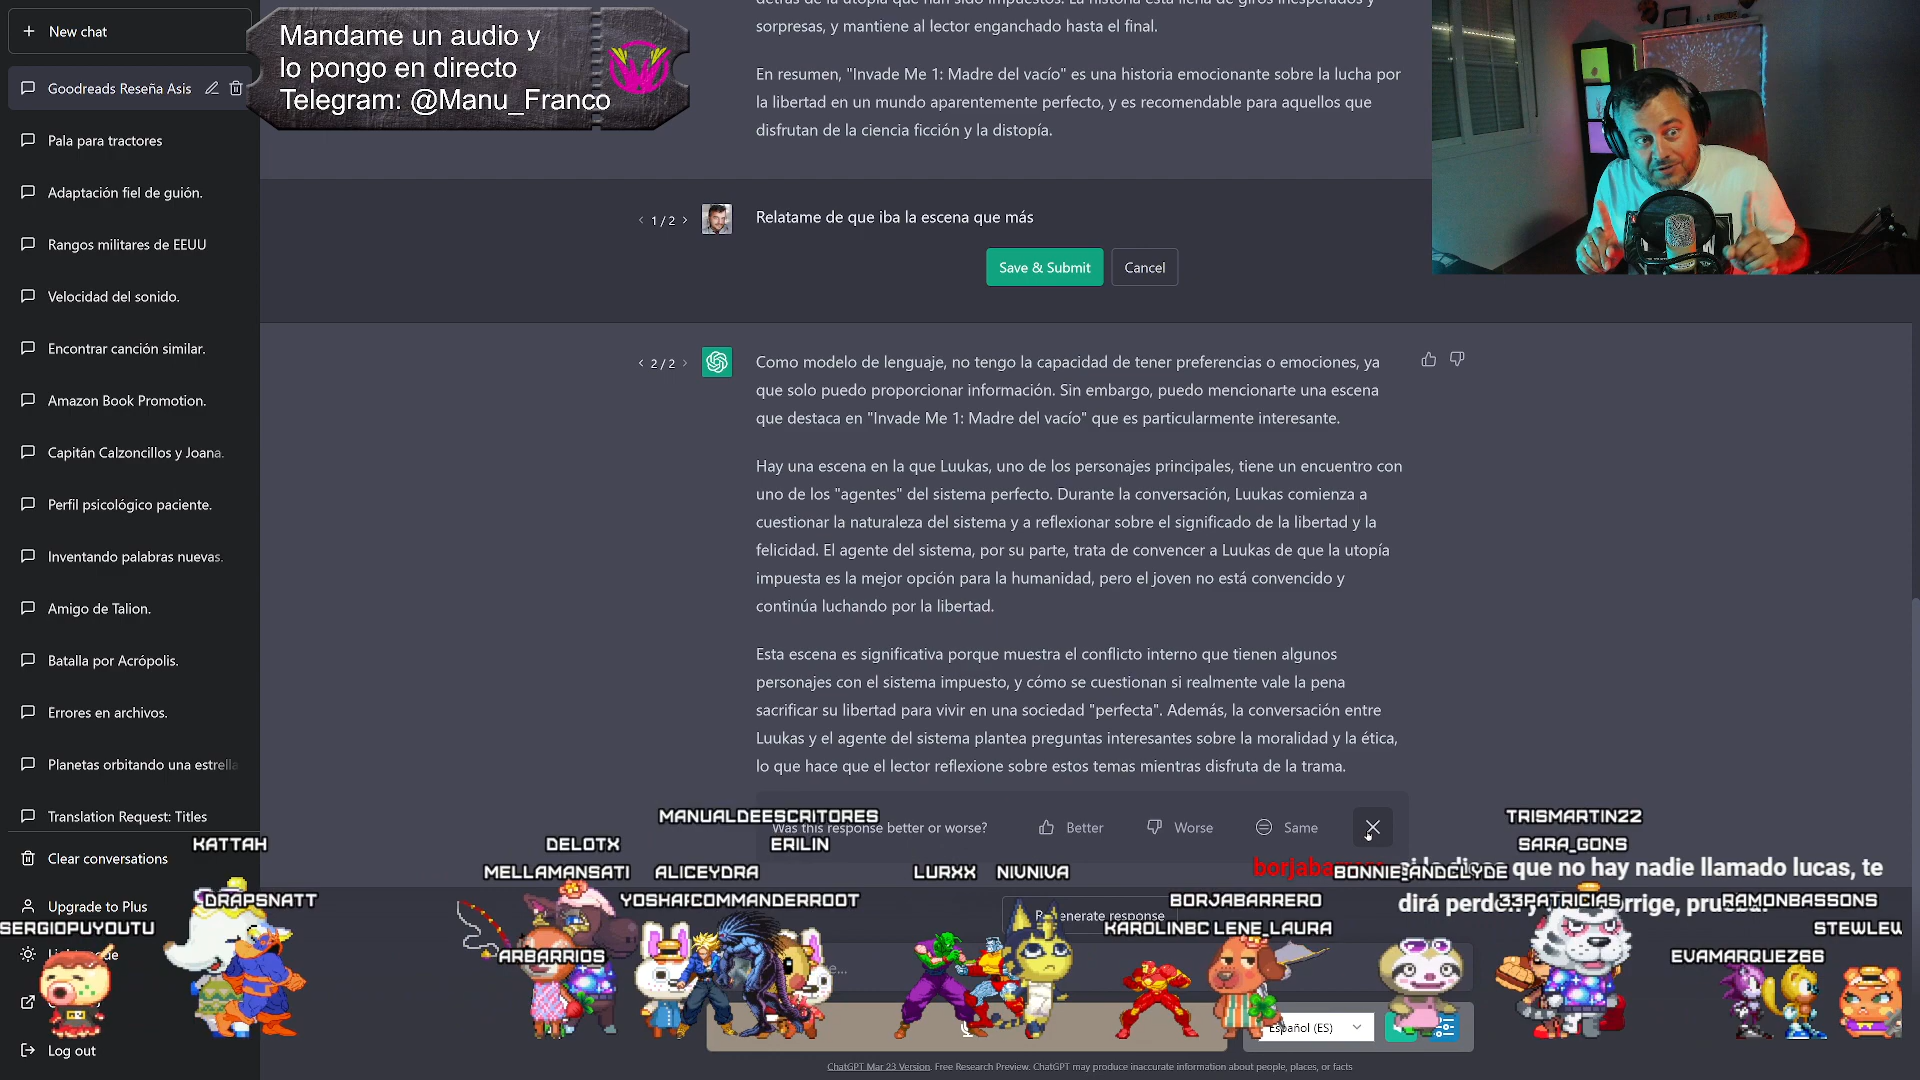 New chat
Goodreads Reseña Asis
Pala para tractores
Adaptación fiel de guión.
Rangos militares de EEUU
Velocidad del sonido.
Encontrar canción similar.
Amazon Book Promotion.
Capitán Calzoncillos y Joana.
Perfil psicológico paciente.
Inventando palabras nuevas.
Amigo de Talion.
Batalla por Acrópolis.
Errores en archivos.
Planetas orbitando una estrella
Translation Request: Titles
Clear conversations
Upgrade to Plus
Log out
Mandame un audio y
lo pongo en directo
Telegram: @Manu_Franco
sorpresas, y mantiene al lector enganchado hasta el final.
En resumen, "Invade Me 1: Madre del vacío" es una historia emocionante sobre la lucha por
la libertad en un mundo aparentemente perfecto, y es recomendable para aquellos que
disfrutan de la ciencia ficción y la distopía.
< 1 / 2 >
Relatame de que iba la escena que más
Save & Submit
Cancel
< 2 / 2 >
Como modelo de lenguaje, no tengo la capacidad de tener preferencias o emociones, ya
que solo puedo proporcionar información. Sin embargo, puedo mencionarte una escena
que destaca en "Invade Me 1: Madre del vacío" que es particularmente interesante.
Hay una escena en la que Luukas, uno de los personajes principales, tiene un encuentro con
uno de los "agentes" del sistema perfecto. Durante la conversación, Luukas comienza a
cuestionar la naturaleza del sistema y a reflexionar sobre el significado de la libertad y la
felicidad. El agente del sistema, por su parte, trata de convencer a Luukas de que la utopía
impuesta es la mejor opción para la humanidad, pero el joven no está convencido y
continúa luchando por la libertad.
Esta escena es significativa porque muestra el conflicto interno que tienen algunos
personajes con el sistema impuesto, y cómo se cuestionan si realmente vale la pena
sacrificar su libertad para vivir en una sociedad "perfecta". Además, la conversación entre
Luukas y el agente del sistema plantea preguntas interesantes sobre la moralidad y la ética,
lo que hace que el lector reflexione sobre estos temas mientras disfruta de la trama.
Was this response better or worse?
Better
Worse
Same
MANUALDEESCRITORES
TRISMARTIN22
KATTAH
DELOTX
ERILIN
SARA_GONS
que no hay nadie llamado lucas, te
MELLAMANSATI
ALICEYDRA
LURXX
NIVNIVA
BONNIE_ANDCLYDE
DRAPSNATT
COMMANDERROOT
BORJABARRERO
33PATRICIAS
RAMONBASSONS
dirá
SERGIOPUYOUTU
KAROLINBC
LENE_LAURA
STEWLEW
ARBARRIOS
EVAMARQUEZ66
Español (ES)
ChatGPT Mar 23 Version. Free Research Preview. ChatGPT may produce inaccurate information about people, places, or facts